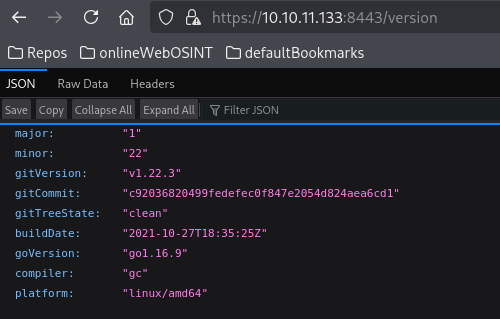 https://10.10.11.133:8443/version
Repos onlineWebOSINT defaultBookmarks
JSON Raw Data Headers
Save Copy Collapse All Expand All Filter JSON
major: "1"
minor: "22"
gitVersion: "v1.22.3"
gitCommit: "c92036820499fedefec0f847e2054d824aea6cd1"
gitTreeState: "clean"
buildDate: "2021-10-27T18:35:25Z"
goVersion: "go1.16.9"
compiler: "gc"
platform: "linux/amd64"